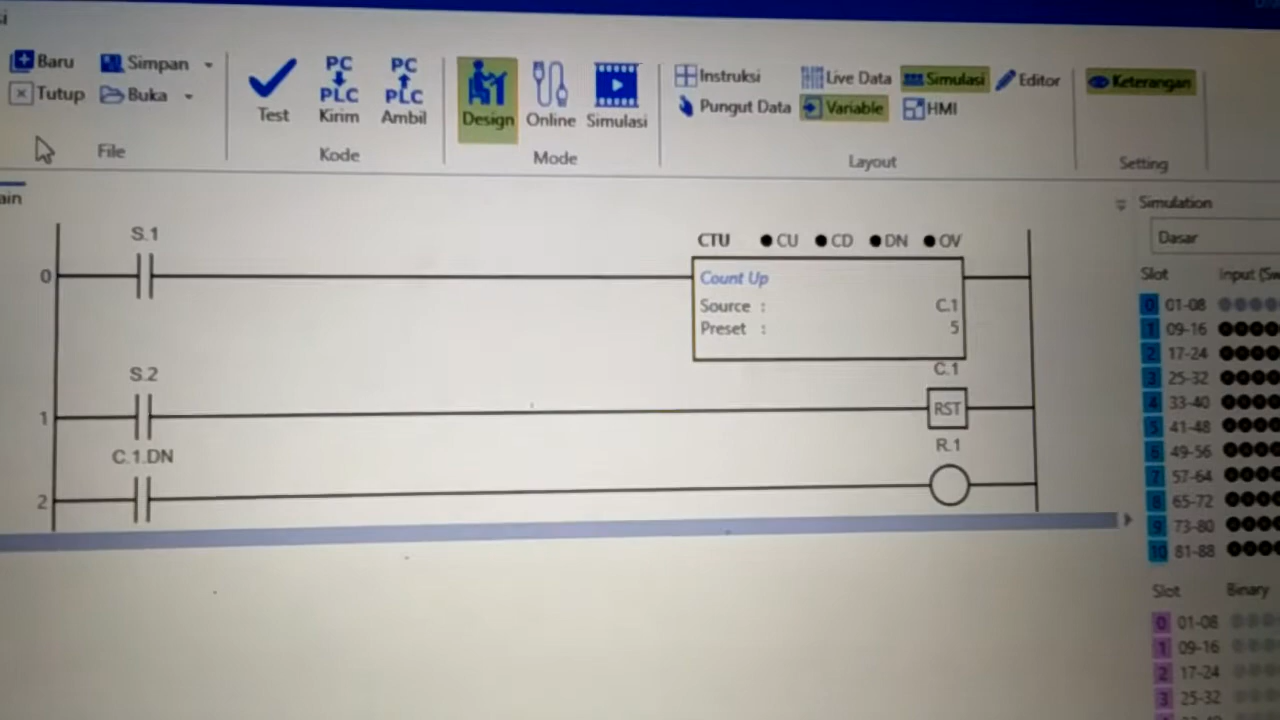 si
Baru Simpan
Tutup Buka
File
Test
PC PLC Kirim
PC PLC Ambil
Kode
Design Online Simulasi
Mode
Instruksi Live Data Simulasi Editor
Pungut Data Variable HMI
Layout
Keterangan
Setting
ain
S.1
0
CTU CU CD DN OV
Count Up
Source : C.1
Preset : 5
S.2
1
C.1
RST
C.1.DN
2
R.1
Simulation
Dasar
Slot Input (Sw
0 01-08
1 09-16
2 17-24
3 25-32
4 33-40
5 41-48
6 49-56
7 57-64
8 65-72
9 73-80
10 81-88
Slot Binary
0 01-08
1 09-16
2 17-24
3 25-32